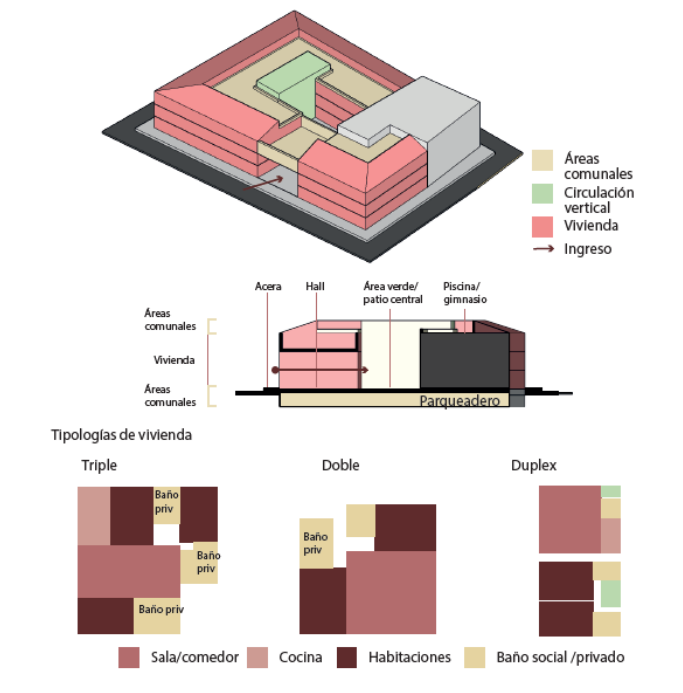 Áreas
comunales
Circulación
vertical
Vivienda
Ingreso
Acera
Hall
Área verde/
patio central
Piscina/
gimnasio
Áreas
comunales
Vivienda
Áreas
comunales
Parqueadero
Tipologías de vivienda
Triple
Doble
Duplex
Baño
priv
Baño
priv
Baño priv
Baño
priv
Sala/comedor
Cocina
Habitaciones
Baño social /privado